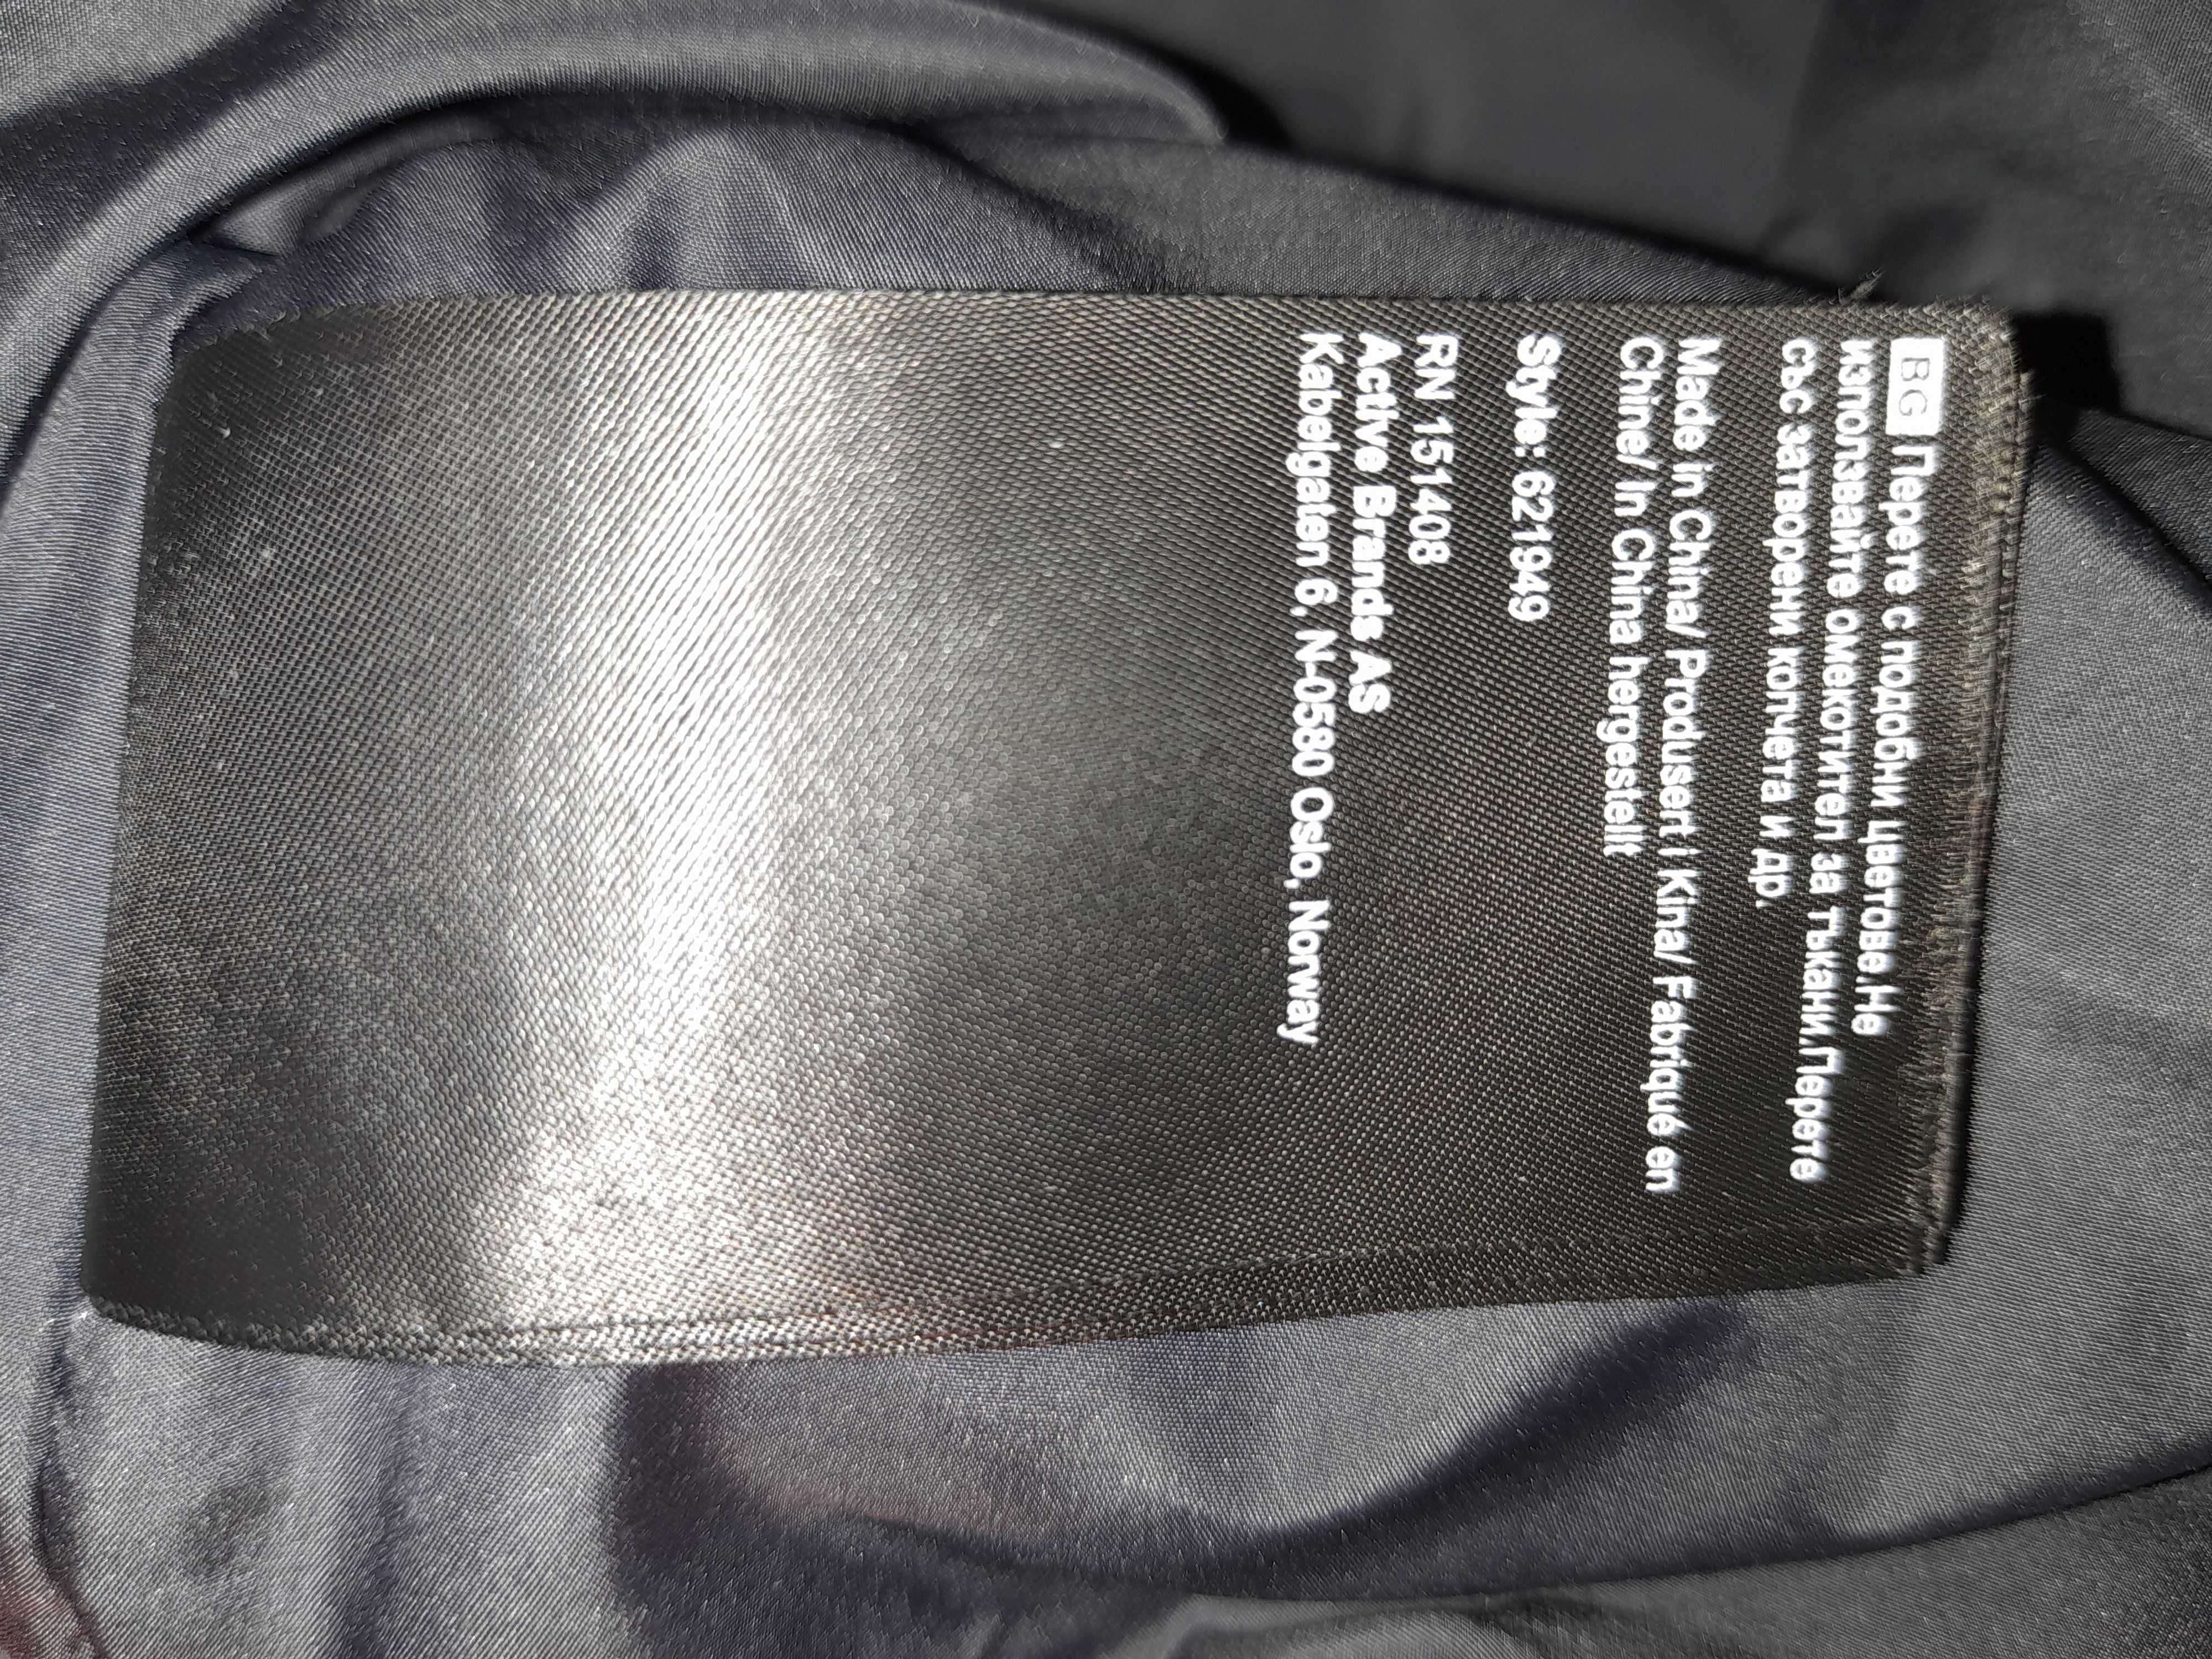 BG Перете с подобни цветове.Не
използвайте омекотител за тъкани.Перете
със затворени копчета и др.
Made in China/ Produsert i Kina/ Fabriqué en
Chine/ In China hergestellt
Style: 621949
RN 151408
Active Brands AS
Kabelgaten 6, N-0580 Oslo, Norway